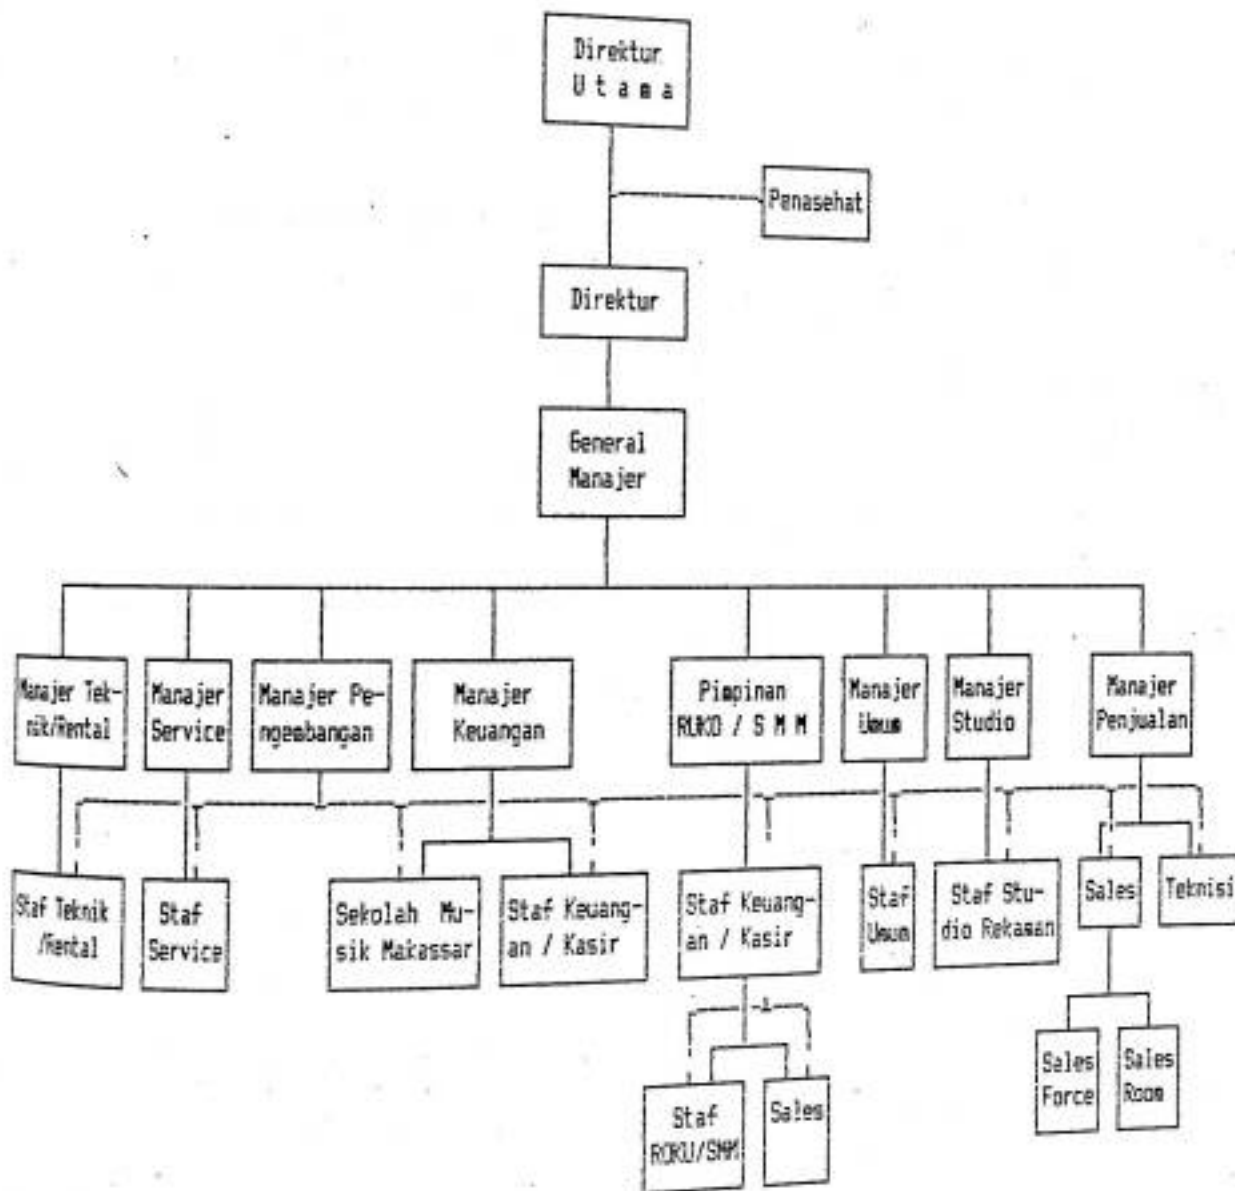 Direktur
U t a m a
Penasehat
Direktur
General
Manajer
Manajer Tek-
nik/Rental
Manajer
Service
Manajer Pe-
ngembangan
Manajer
Keuangan
Pimpinan
RUKO / S M M
Manajer
Umum
Manajer
Studio
Manajer
Penjualan
Staf Teknik
/Rental
Staf
Service
Sekolah Mu-
sik Makassar
Staf Keuang-
an / Kasir
Staf Keuang-
an / Kasir
Staf
Umum
Staf Stu-
dio Rekaman
Sales
Teknisi
Staf
ROKU/SMM
Sales
Sales
Force
Sales
Room